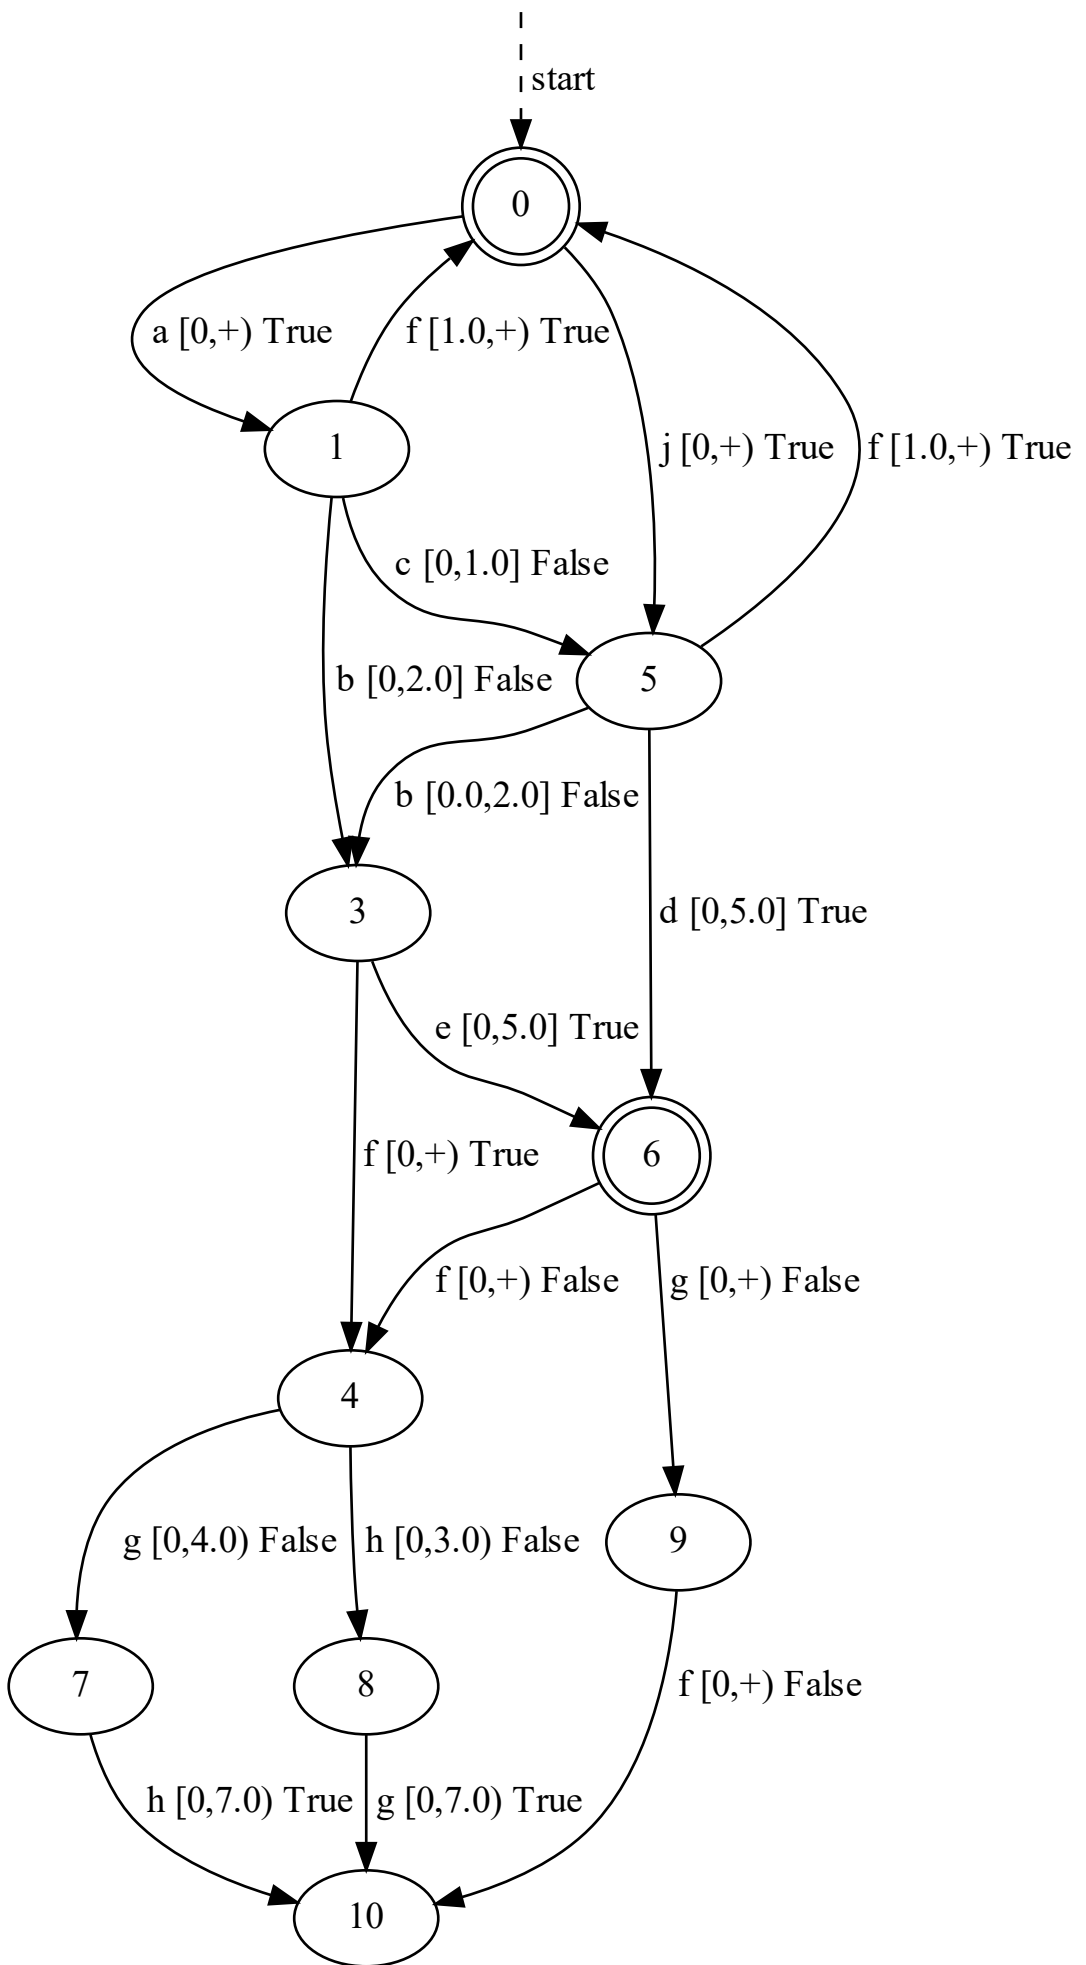 start
0
a [0,+) True
f [1.0,+) True
1
j [0,+) True
f [1.0,+) True
c [0,1.0] False
b [0,2.0] False
5
b [0.0,2.0] False
3
d [0,5.0] True
e [0,5.0] True
f [0,+) True
6
f [0,+) False
g [0,+) False
4
g [0,4.0) False
h [0,3.0) False
9
7
8
f [0,+) False
h [0,7.0) True
g [0,7.0) True
10